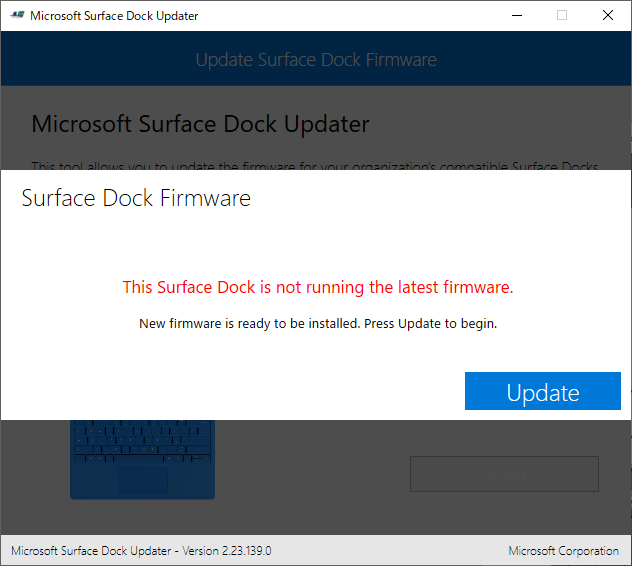 Microsoft Surface Dock Updater
Update Surface Dock Firmware
Microsoft Surface Dock Updater
This tool allows you to update the firmware for your organization's compatible Surface Docks
Surface Dock Firmware
This Surface Dock is not running the latest firmware.
New firmware is ready to be installed. Press Update to begin.
Update
Microsoft Surface Dock Updater - Version 2.23.139.0
Microsoft Corporation